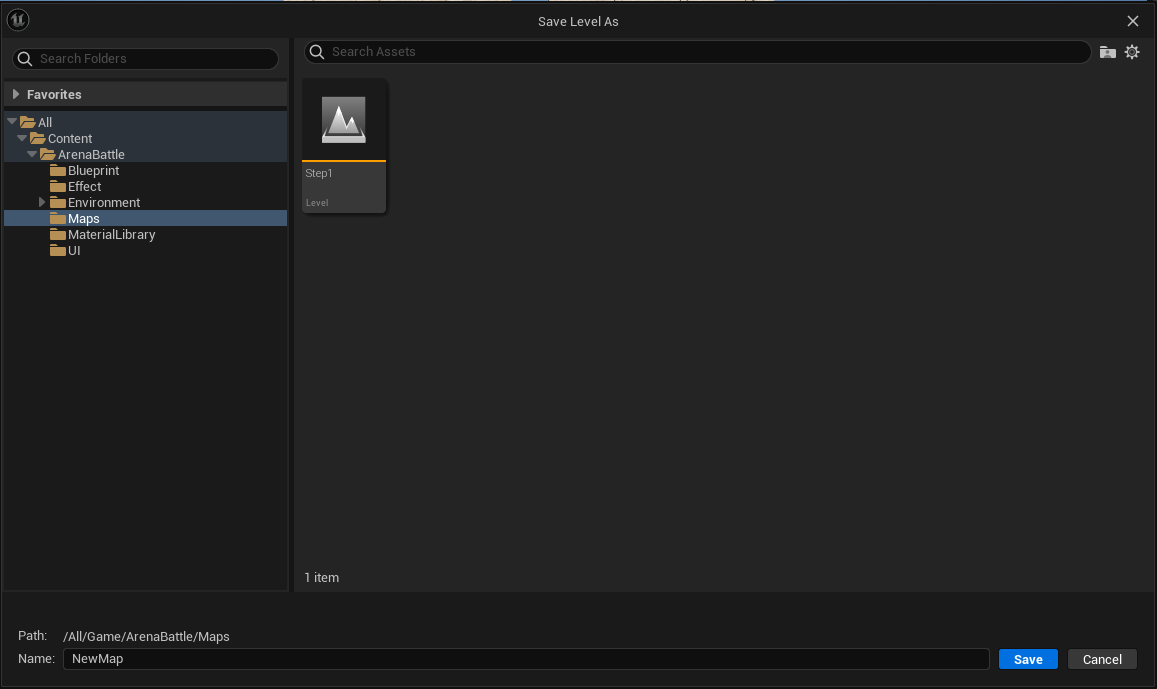 Save Level As
Search Folders
Search Assets
Favorites
All
Content
ArenaBattle
Blueprint
Effect
Environment
Maps
MaterialLibrary
UI
Step1
Level
1 item
Path: /All/Game/ArenaBattle/Maps
Name: NewMap
Save Cancel